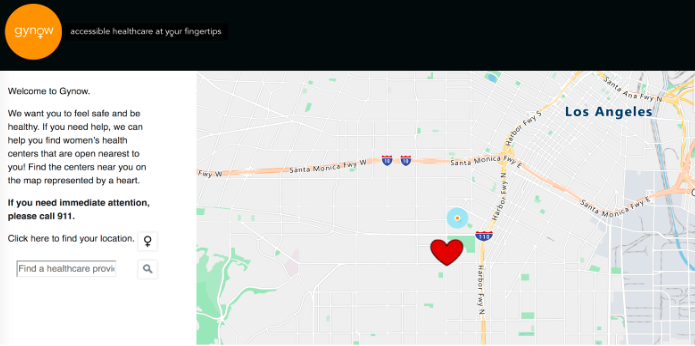 gynow
accessible healthcare at your fingertips
Welcome to Gynow.
We want you to feel safe and be
healthy. If you need help, we can
help you find women's health
centers that are open nearest to
you! Find the centers near you on
the map represented by a heart.
If you need immediate attention,
please call 911.
Click here to find your location.
Find a healthcare provi
Los Angeles
Santa Ana Fwy N
Harbor Fwy S
Santa Monica Fwy W
10
10
Santa Monica Fwy E
Fwy W
Santa Monica Fwy E
Harbor Fwy N
110
Harbor Fwy N